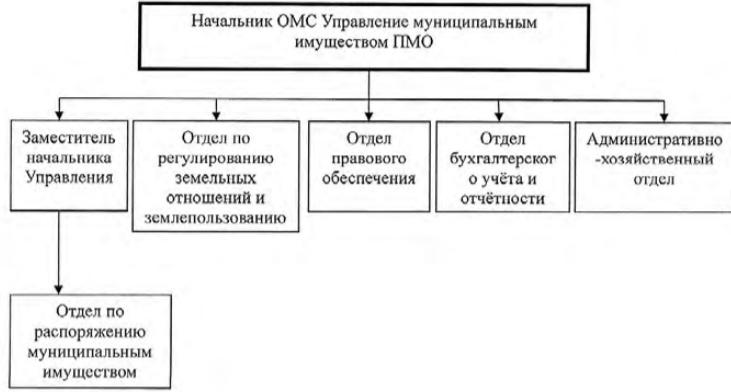 Начальник ОМС Управление муниципальным
имуществом ПМО
Заместитель
начальника
Управления
Отдел по
регулированию
земельных
отношений и
землепользованию
Отдел
правового
обеспечения
Отдел
бухгалтерског
о учёта и
отчётности
Административно
-хозяйственный
отдел
Отдел по
распоряжению
муниципальным
имуществом